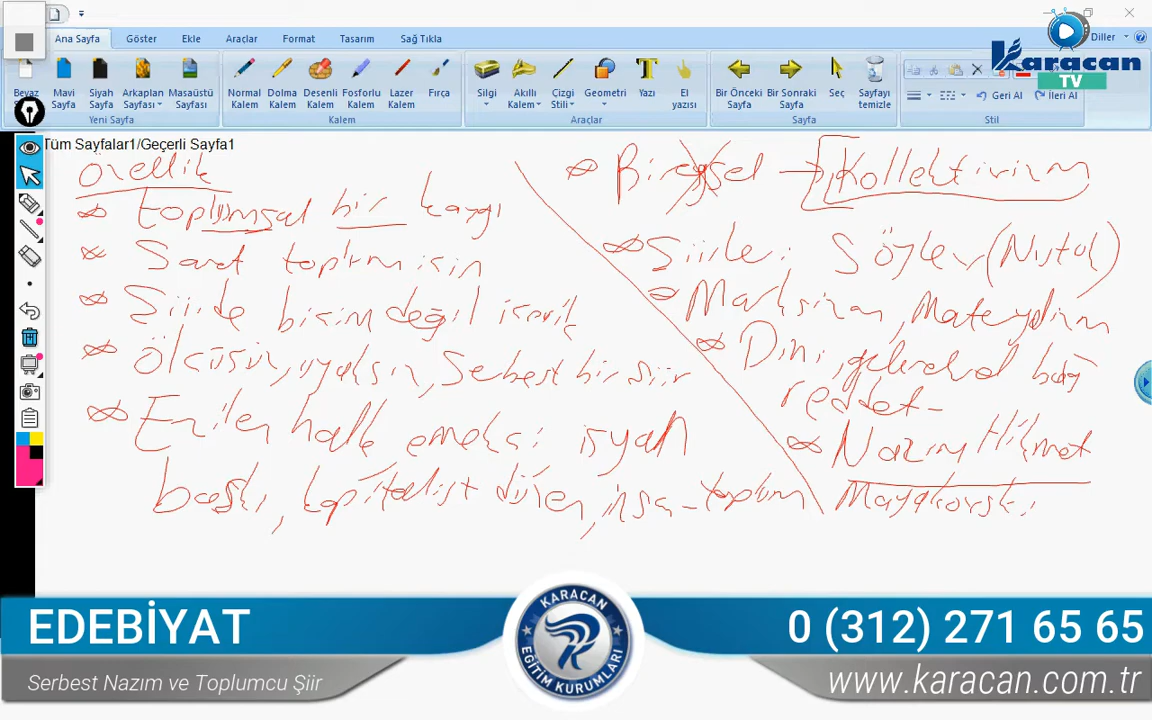 Diller
Ana Sayfa Göster Ekle Araçlar Format Tasarım Sağ Tıkla
Karacan
TV
Beyaz
Mavi Sayfa
Siyah Sayfa
Arkaplan Sayfası
Masaüstü Sayfası
Normal Kalem
Dolma Kalem
Desenli Kalem
Fosforlu Kalem
Lazer Kalem
Fırça
Silgi
Akıllı Kalem
Çizgi Stili
Geometri
Yazı
El yazısı
Bir Önceki Sayfa
Bir Sonraki Sayfa
Seç
Sayfayı temizle
Geri Al
İleri Al
Yeni Sayfa Kalem Araçlar Sayfa Stil
Tüm Sayfalar1/Geçerli Sayfa1
özellik
toplumsal bir kaygı
Sanat toplum için
Şiirde biçim değil içerik
Ölçüsüz, uyaksız, Serbest bir şiir
Ezilen halk emekçi isyan
baskı, kapitalist düzen, insan-toplum
Bireysel → Kollektivizm
Şiirler: Söylev (Nutuk)
Marksizm, Materyalizm
Dini, geleneksel bağ
reddet-
Nazım Hikmet
Mayakovski
EDEBİYAT
Serbest Nazım ve Toplumcu Şiir
KARACAN
EĞİTİM KURUMLARI
0 (312) 271 65 65
www.karacan.com.tr